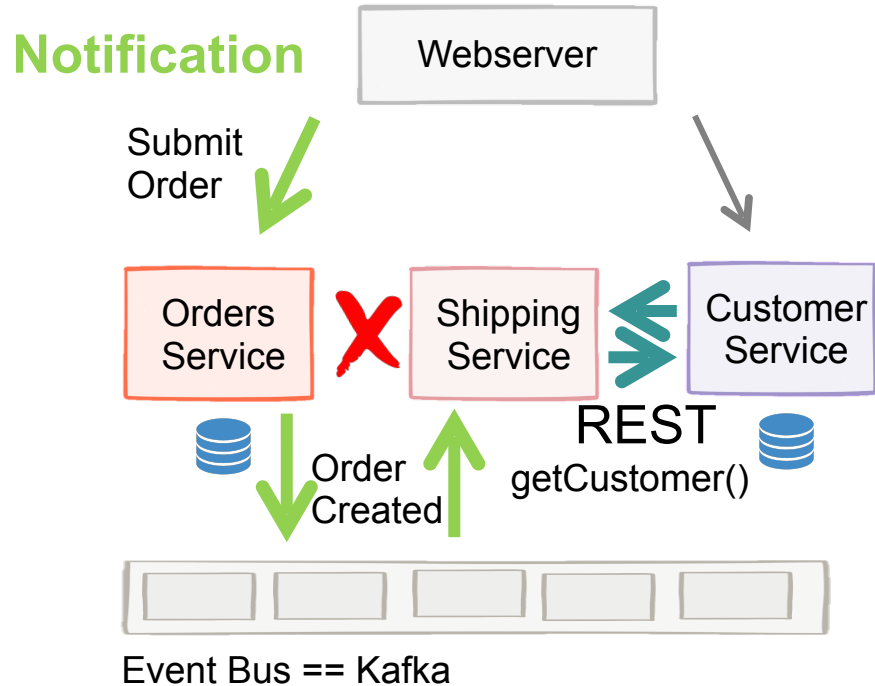 Notification
Webserver
Submit
Order
Orders
Service
Shipping
Service
Customer
Service
REST
getCustomer()
Order
Created
Event Bus == Kafka